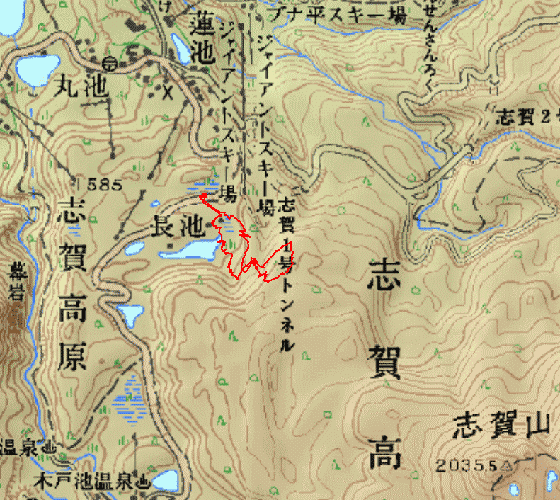 ブナ平スキー場
蓮池
ジャイアントスキー場
ジャイアントスキー場
せんさんろく
丸池
志賀2号
585
志賀高原
長池
志賀1号トンネル
志賀高
岩
志賀山
2035.5
温泉
木戸池温泉